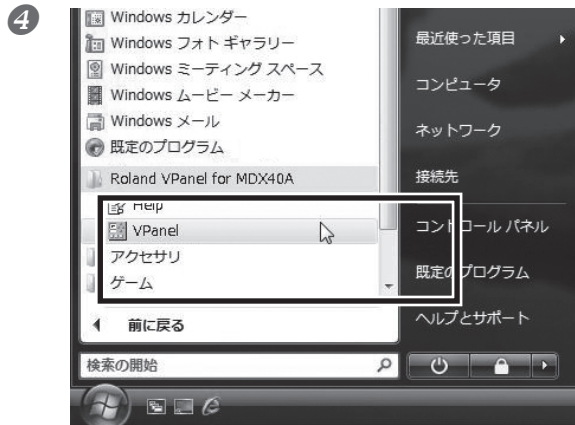 4
Windows カレンダー
Windows フォト ギャラリー
Windows ミーティング スペース
Windows ムービー メーカー
Windows メール
既定のプログラム
Roland VPanel for MDX40A
Help
VPanel
アクセサリ
ゲーム
前に戻る
検索の開始
最近使った項目
コンピュータ
ネットワーク
接続先
コントロール パネル
既定のプログラム
ヘルプとサポート